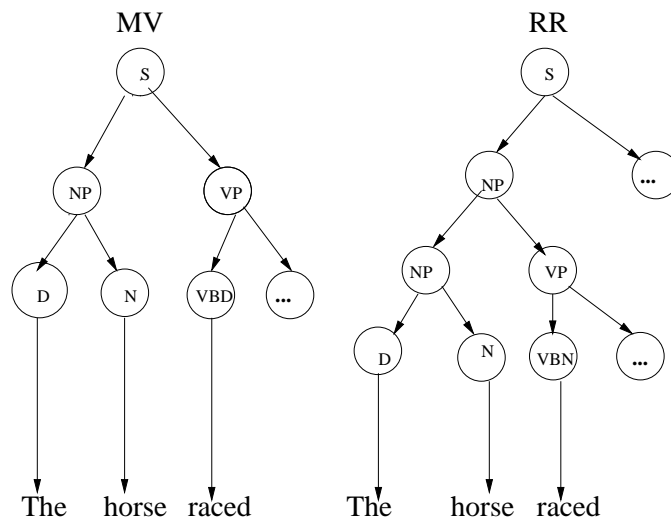 MV RR
S S
NP VP NP ...
D N VBD ... NP VP
D N VBN ...
The horse raced The horse raced